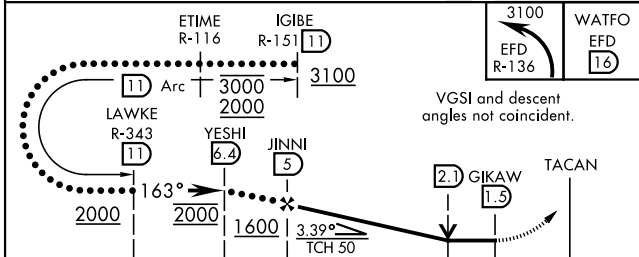 ETIME
R-116
IGIBE
R-151 11
11 Arc
3000
2000
3100
LAWKE
R-343
11
YESHI
6.4
JINNI
5
163°
2000
2000
1600
3.39°
TCH 50
2.1
GIKAW
1.5
TACAN
3100
EFD
R-136
WATFO
EFD
16
VGSI and descent
angles not coincident.